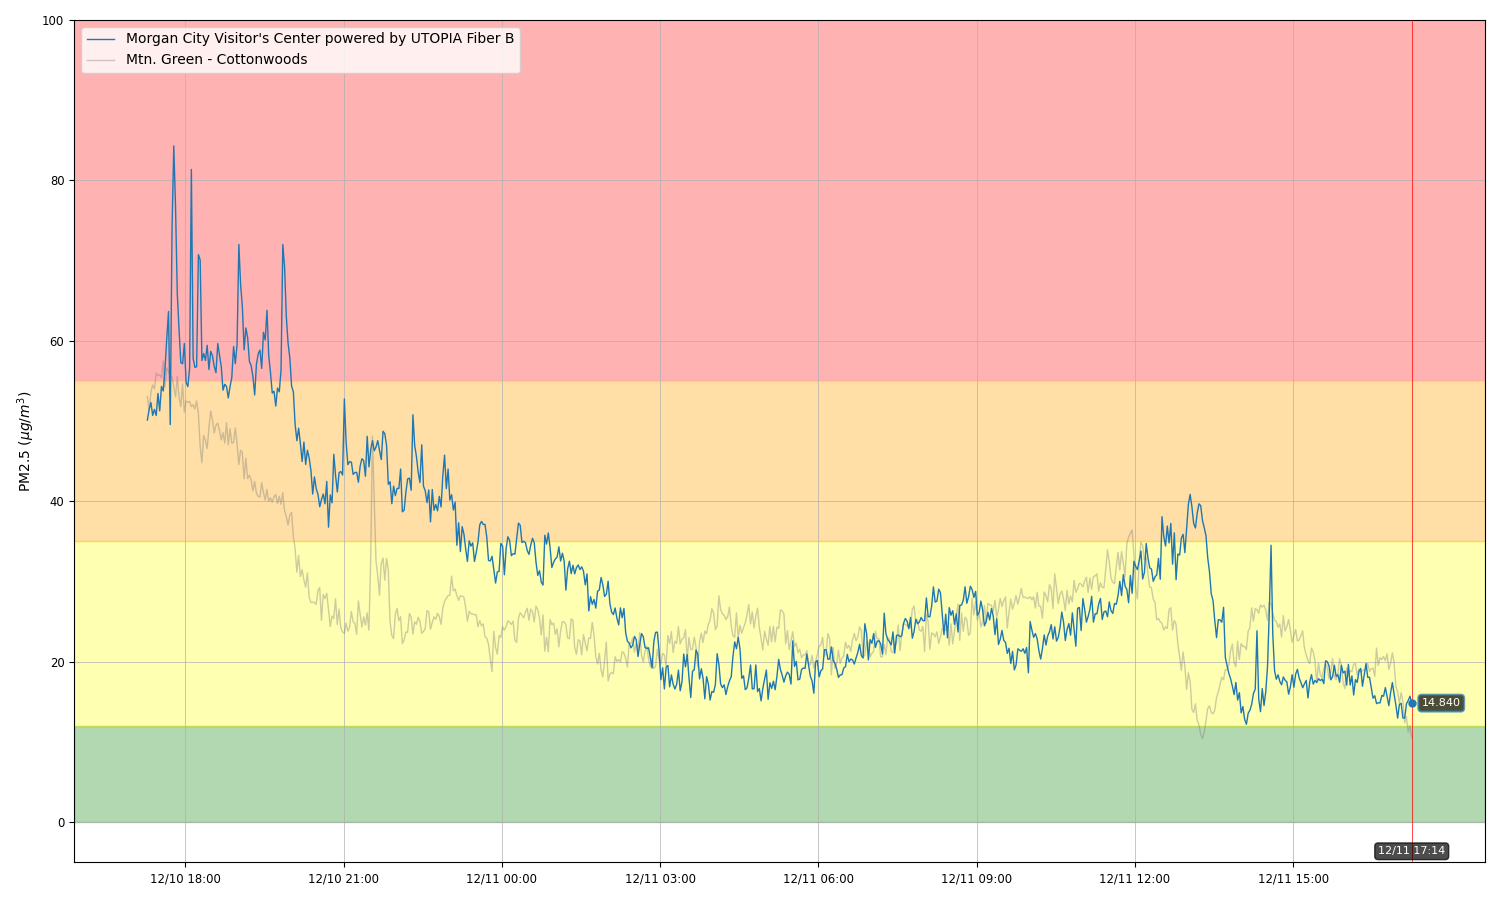 100
Morgan City Visitor's Center powered by UTOPIA Fiber B
Mtn. Green - Cottonwoods
80
60
40
20
0
PM2.5 (µg/m³)
14.840
12/11 17:14
12/10 18:00 12/10 21:00 12/11 00:00 12/11 03:00 12/11 06:00 12/11 09:00 12/11 12:00 12/11 15:00